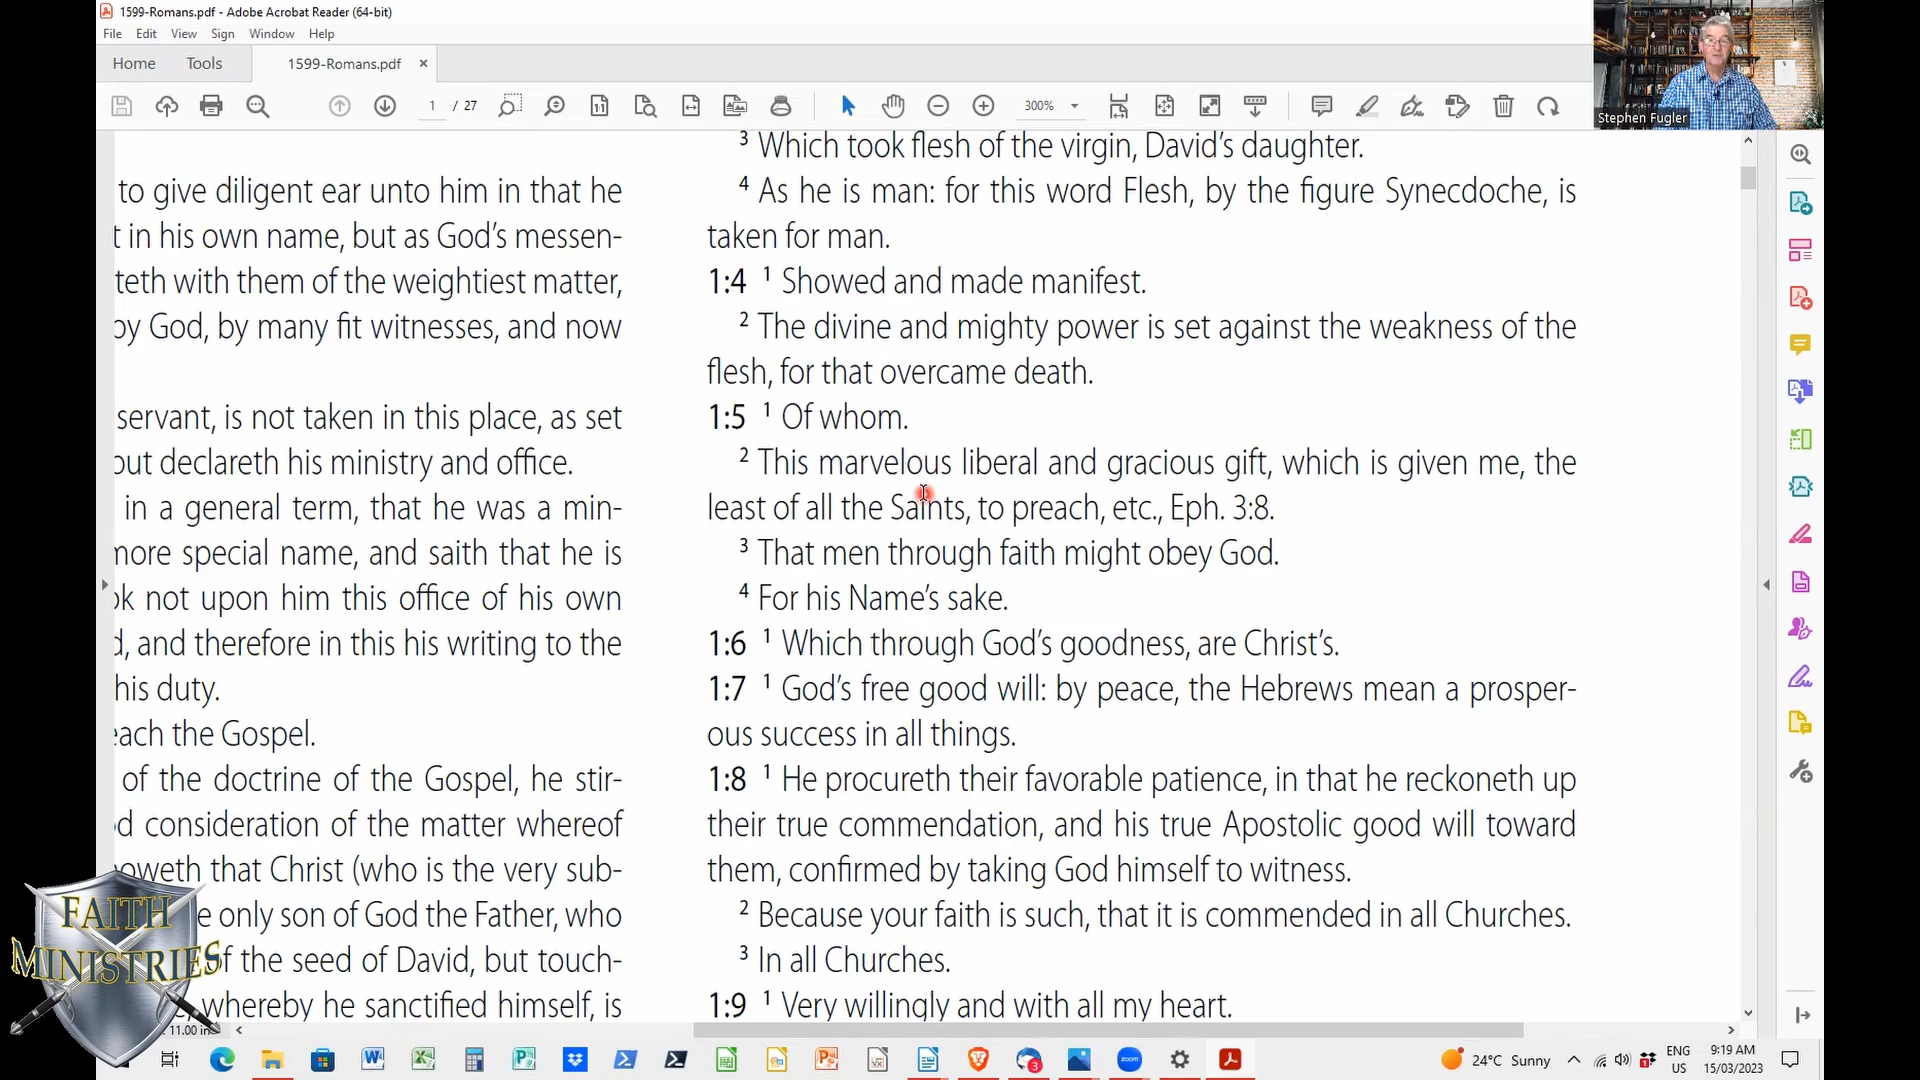 1599-Romans.pdf - Adobe Acrobat Reader (64-bit)
File Edit View Sign Window Help
Home Tools 1599-Romans.pdf ×
1 / 27 300%
Stephen Fugler
to give diligent ear unto him in that he
t in his own name, but as God’s messen-
teth with them of the weightiest matter,
by God, by many fit witnesses, and now
servant, is not taken in this place, as set
but declareth his ministry and office.
in a general term, that he was a min-
more special name, and saith that he is
ok not upon him this office of his own
d, and therefore in this his writing to the
his duty.
each the Gospel.
of the doctrine of the Gospel, he stir-
d consideration of the matter whereof
oweth that Christ (who is the very sub-
e only son of God the Father, who
of the seed of David, but touch-
whereby he sanctified himself, is
3 Which took flesh of the virgin, David’s daughter.
4 As he is man: for this word Flesh, by the figure Synecdoche, is
taken for man.
1:4 1 Showed and made manifest.
2 The divine and mighty power is set against the weakness of the
flesh, for that overcame death.
1:5 1 Of whom.
2 This marvelous liberal and gracious gift, which is given me, the
least of all the Saints, to preach, etc., Eph. 3:8.
3 That men through faith might obey God.
4 For his Name’s sake.
1:6 1 Which through God’s goodness, are Christ’s.
1:7 1 God’s free good will: by peace, the Hebrews mean a prosper-
ous success in all things.
1:8 1 He procureth their favorable patience, in that he reckoneth up
their true commendation, and his true Apostolic good will toward
them, confirmed by taking God himself to witness.
2 Because your faith is such, that it is commended in all Churches.
3 In all Churches.
1:9 1 Very willingly and with all my heart.
FAITH
MINISTRIES
11.00 in
24°C Sunny
ENG
US
9:19 AM
15/03/2023